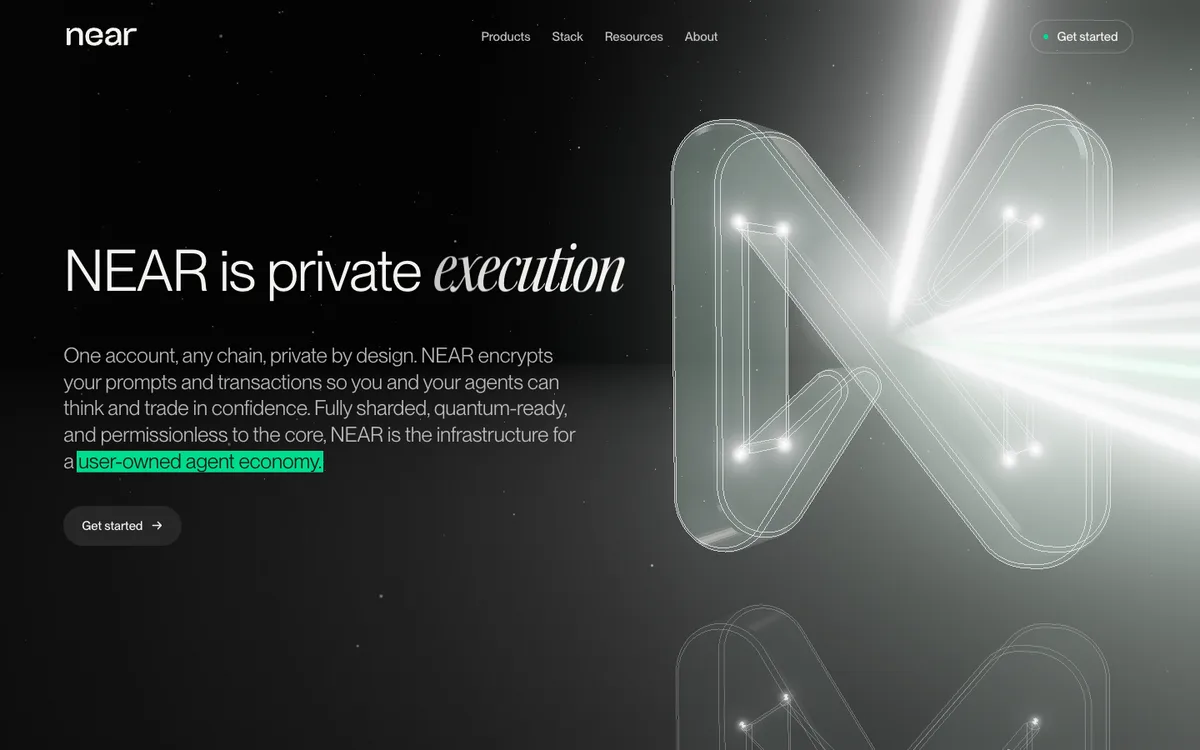 near
Products
Stack
Resources
About
Get started
NEAR is private execution
One account, any chain, private by design. NEAR encrypts
your prompts and transactions so you and your agents can
think and trade in confidence. Fully sharded, quantum-ready,
and permissionless to the core, NEAR is the infrastructure for
a user-owned agent economy.
Get started →